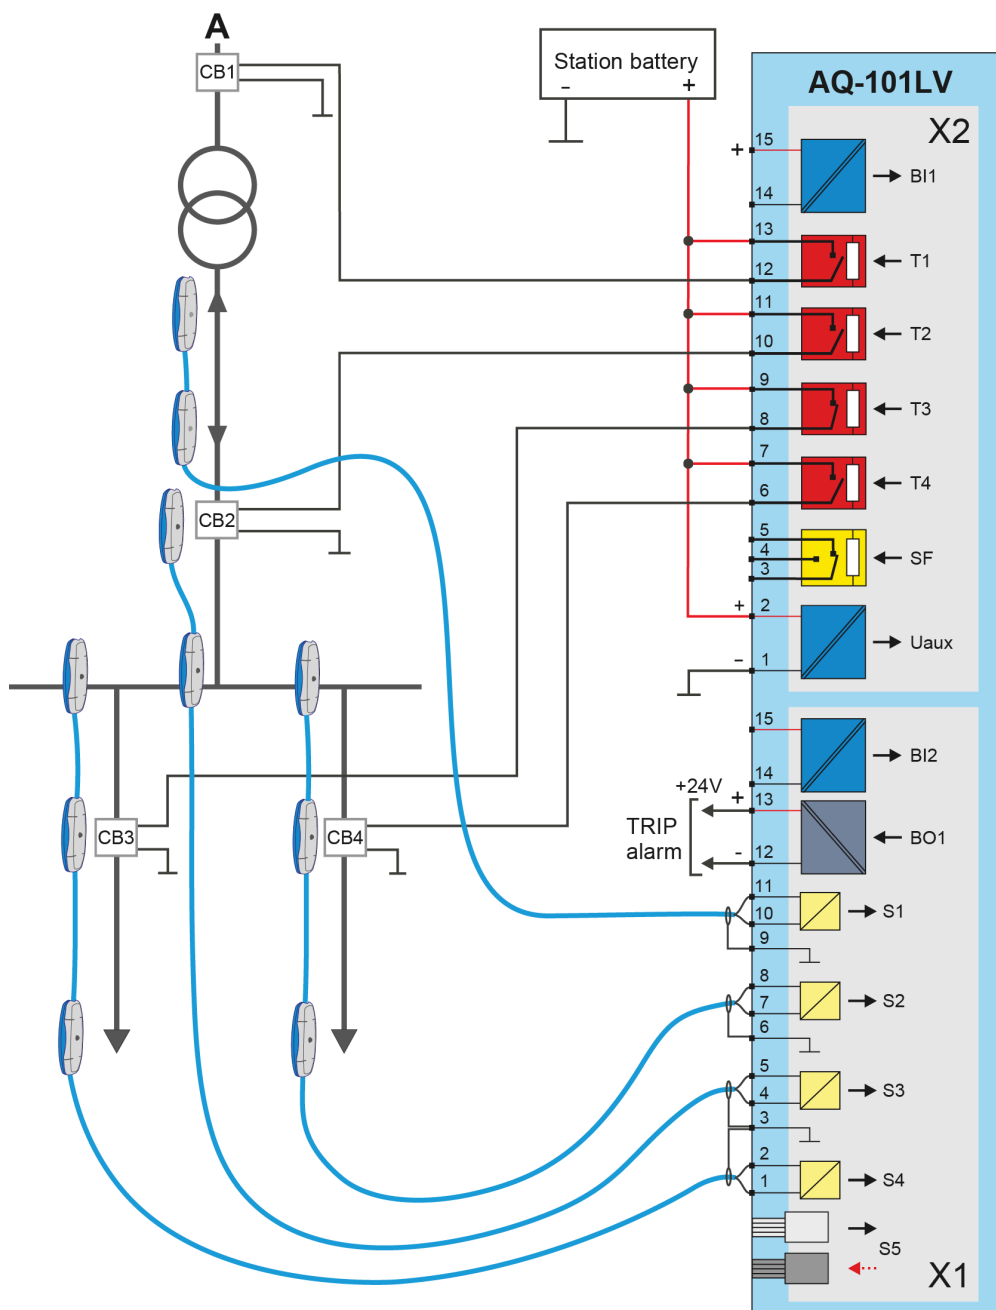 A
CB1
Station battery
- +
AQ-101LV
X2
+ 15
BI1
14
13
T1
12
11
T2
10
9
T3
8
7
T4
6
5
4
SF
3
+ 2
Uaux
- 1
CB2
CB3
CB4
15
BI2
14
+24V + 13
TRIP
alarm
BO1
- 12
11
S1
10
9
8
S2
7
6
5
S3
4
3
2
S4
1
S5
X1